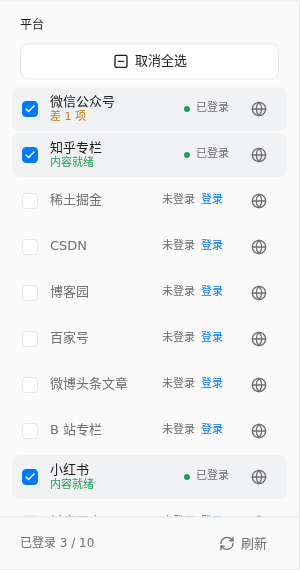 平台
取消全选
微信公众号 已登录
差 1 项
知乎专栏 已登录
内容就绪
稀土掘金 未登录 登录
CSDN 未登录 登录
博客园 未登录 登录
百家号 未登录 登录
微博头条文章 未登录 登录
B 站专栏 未登录 登录
小红书 已登录
内容就绪
已登录 3 / 10 刷新